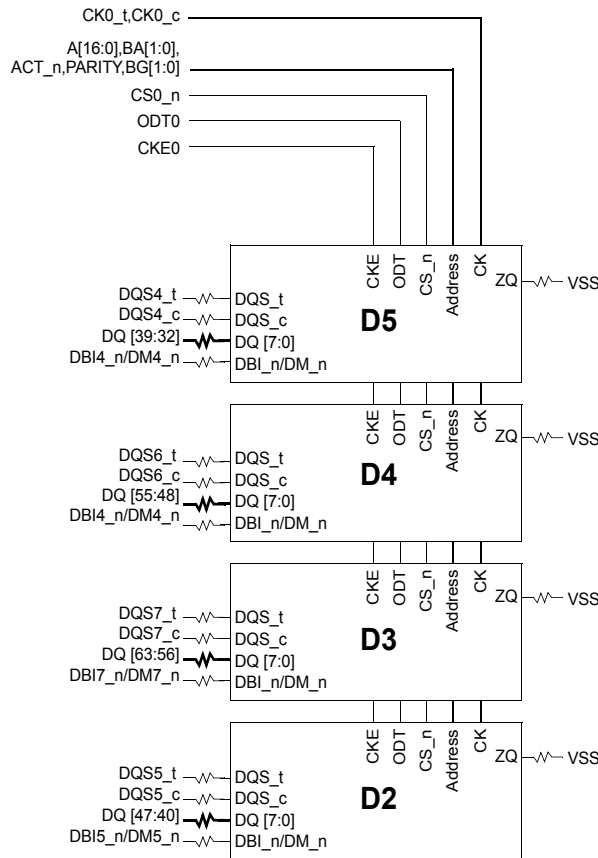 CK0_t,CK0_c
A[16:0],BA[1:0],
ACT_n,PARITY,BG[1:0]
CS0_n
ODT0
CKE0
CKE
ODT
CS_n
Address
CK
ZQ
VSS
D5
DQS4_t
DQS_t
DQS4_c
DQS_c
DQ [39:32]
DQ [7:0]
DBI4_n/DM4_n
DBI_n/DM_n
CKE
ODT
CS_n
Address
CK
ZQ
VSS
D4
DQS6_t
DQS_t
DQS6_c
DQS_c
DQ [55:48]
DQ [7:0]
DBI4_n/DM4_n
DBI_n/DM_n
CKE
ODT
CS_n
Address
CK
ZQ
VSS
D3
DQS7_t
DQS_t
DQS7_c
DQS_c
DQ [63:56]
DQ [7:0]
DBI7_n/DM7_n
DBI_n/DM_n
CKE
ODT
CS_n
Address
CK
ZQ
VSS
D2
DQS5_t
DQS_t
DQS5_c
DQS_c
DQ [47:40]
DQ [7:0]
DBI5_n/DM5_n
DBI_n/DM_n